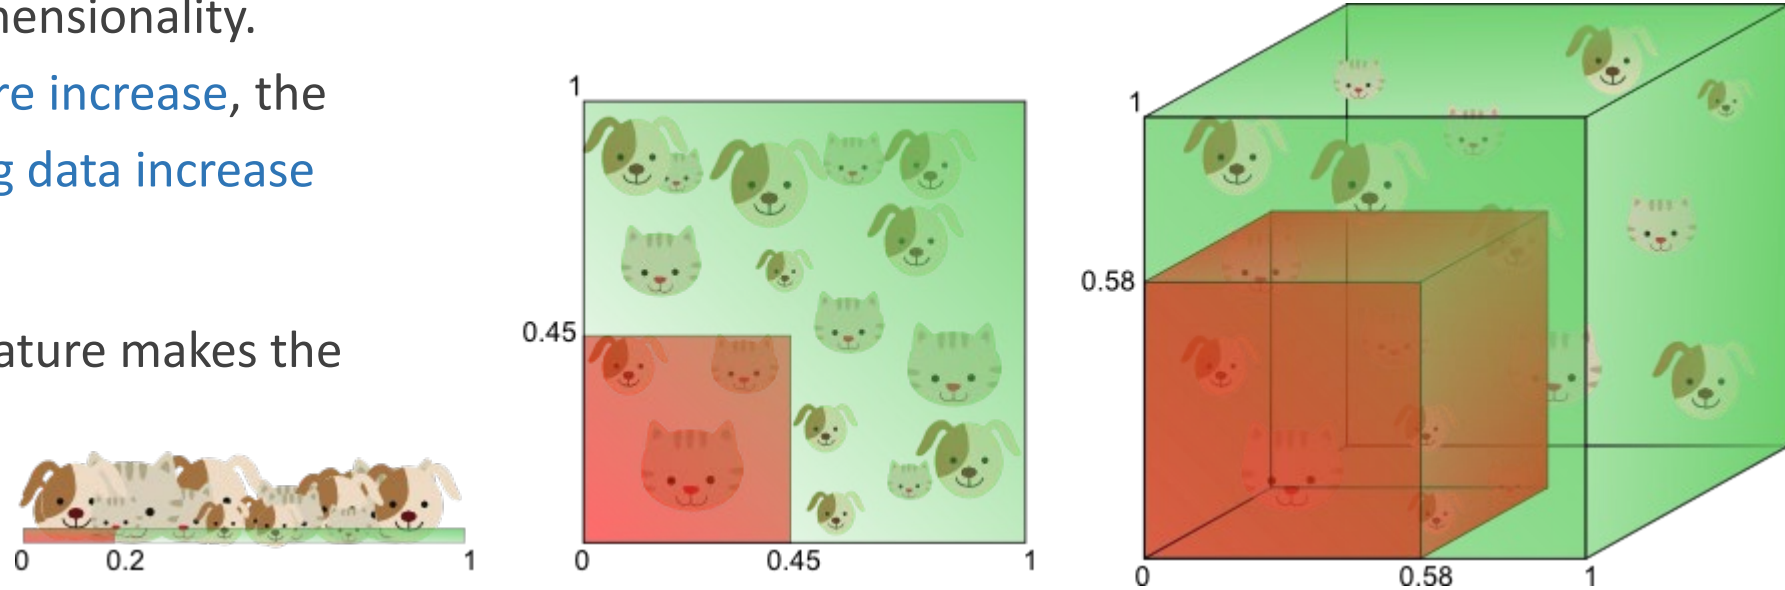 nensionality.
re increase, the
g data increase
ature makes the
0 0.2 1
1
0.45
0 0.45 1
1
0.58
0 0.58 1